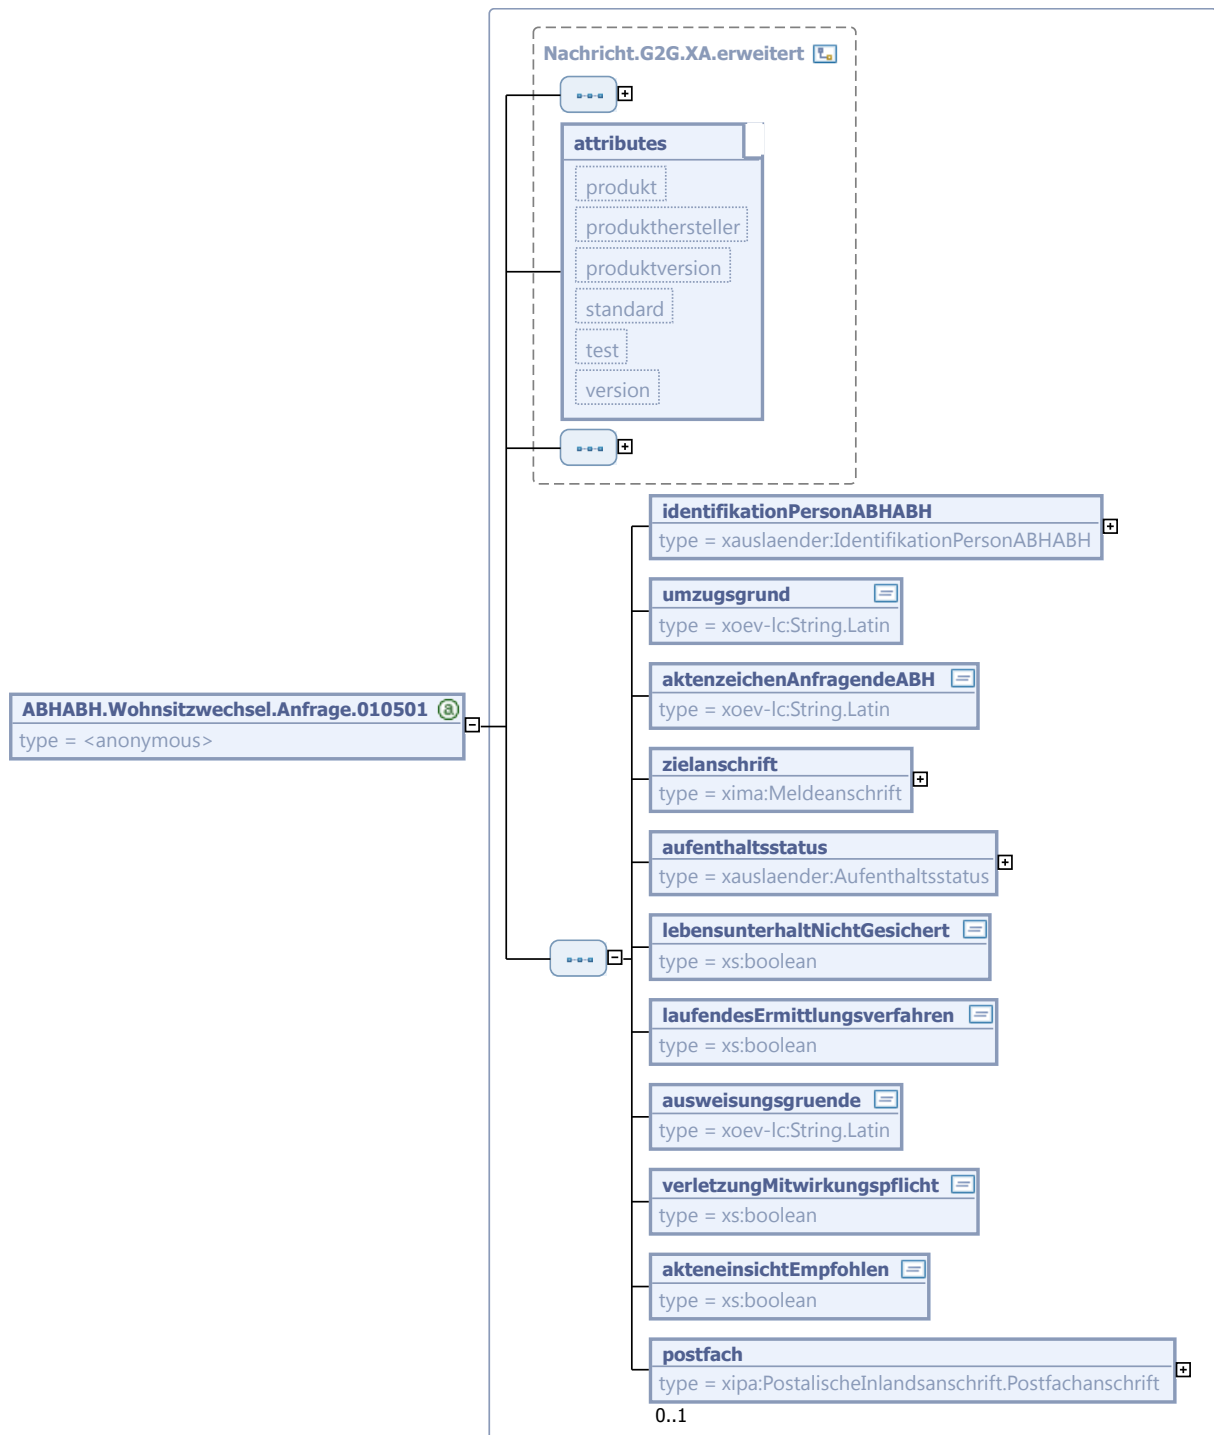 Nachricht.G2G.XA.erweitert
attributes
produkt
produkthersteller
produktversion
standard
test
version
identifikationPersonABHABH
type = xauslaender:IdentifikationPersonABHABH
umzugsgrund
type = xoev-lc:String.Latin
aktenzeichenAnfragendeABH
type = xoev-lc:String.Latin
ABHABH.Wohnsitzwechsel.Anfrage.010501
type = <anonymous>
zielanschrift
type = xima:Meldeanschrift
aufenthaltsstatus
type = xauslaender:Aufenthaltsstatus
lebensunterhaltNichtGesichert
type = xs:boolean
laufendesErmittlungsverfahren
type = xs:boolean
ausweisungsgruende
type = xoev-lc:String.Latin
verletzungMitwirkungspflicht
type = xs:boolean
akteneinsichtEmpfohlen
type = xs:boolean
postfach
type = xipa:PostalischeInlandsanschrift.Postfachanschrift
0..1